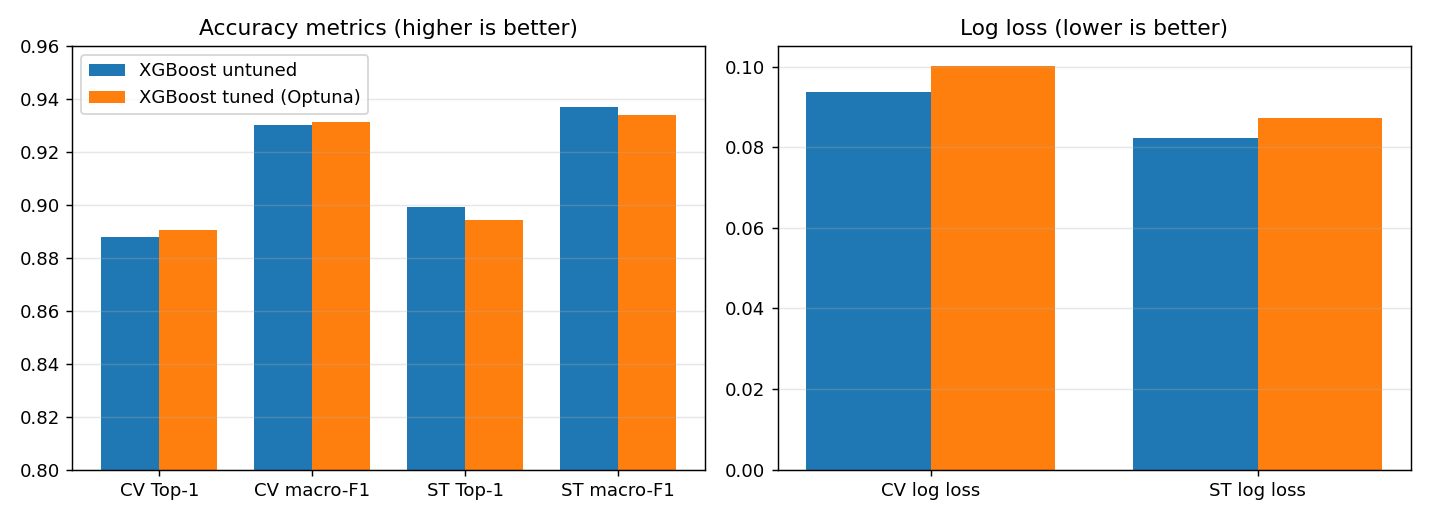 Accuracy metrics (higher is better)
0.96
0.94
0.92
0.90
0.88
0.86
0.84
0.82
0.80
XGBoost untuned
XGBoost tuned (Optuna)
CV Top-1
CV macro-F1
ST Top-1
ST macro-F1
Log loss (lower is better)
0.10
0.08
0.06
0.04
0.02
0.00
CV log loss
ST log loss